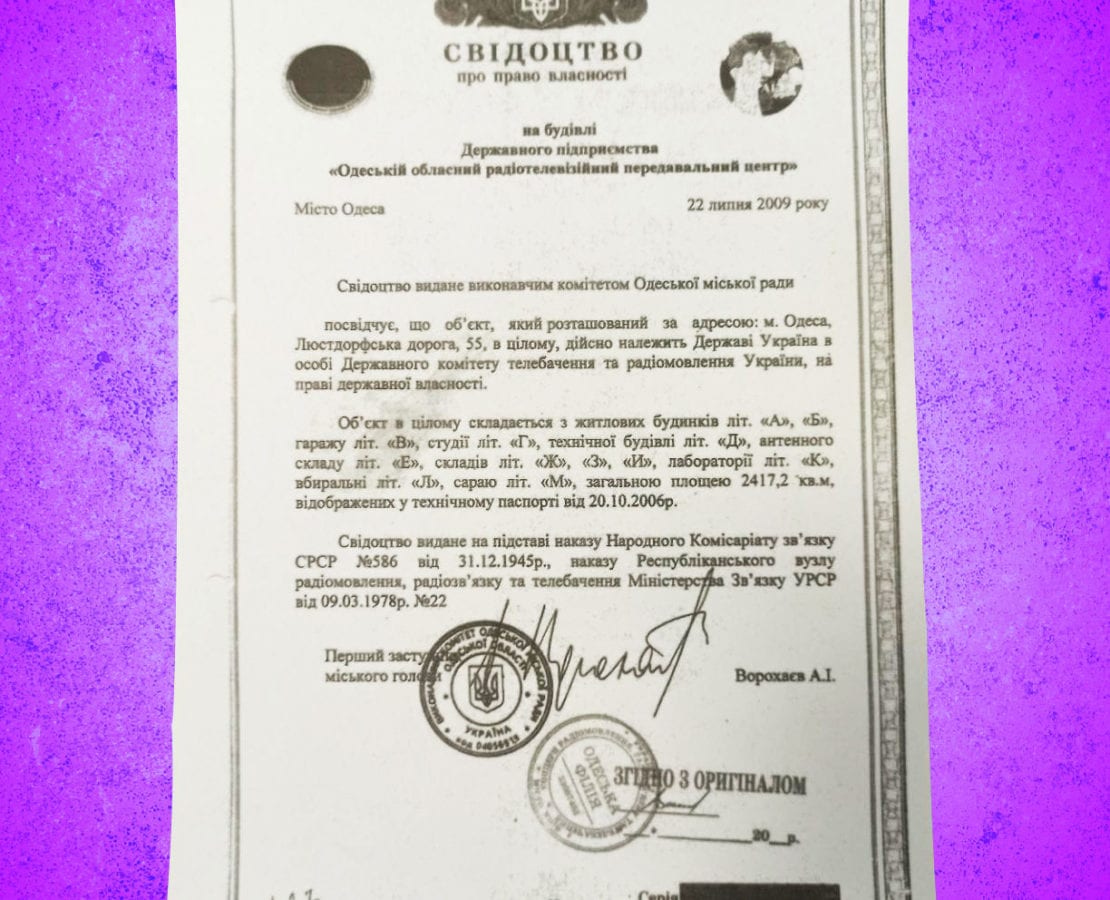 СВІДОЦТВО
про право власності
на будівлі
Державного підприємства
«Одеській обласний радіотелевізійний передавальний центр»
Місто Одеса
22 липня 2009 року
Свідоцтво видане виконавчим комітетом Одеської міської ради
посвідчує, що об'єкт, який розташований за адресою: м. Одеса,
Люстдорфська дорога, 55, в цілому, дійсно належить Державі Україна в
особі Державного комітету телебачення та радіомовлення України, на
праві державної власності.
Об'єкт в цілому складається з житлових будинків літ. «А», «Б»,
гаражу літ. «В», студії літ. «Г», технічної будівлі літ. «Д», антенного
складу літ. «Е», складів літ. «Ж», «З», «И», лабораторії літ. «К»,
вбиральні літ. «Л», сараю літ. «М», загальною площею 2417,2 кв.м,
відображених у технічному паспорті від 20.10.2006р.
Свідоцтво видане на підставі наказу Народного Комісаріату зв'язку
СРСР №586 від 31.12.1945р., наказу Республіканського вузлу
радіомовлення, радіозв'язку та телебачення Міністерства Зв'язку УРСР
від 09.03.1978р. №22
Перший засту
міського голови
Ворохаєв А.І.
ОДЕСЬКОЇ МІСЬКОЇ РАДИ
ОДЕСЬКОЇ ОБЛАСТІ
УКРАЇНА
ОДЕСЬКА
ФІЛІЯ
ЗГІДНО З ОРИГІНАЛОМ
20__р.
Серія